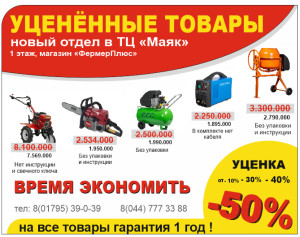 УЦЕНЁННЫЕ ТОВАРЫ
новый отдел в ТЦ «Маяк»
1 этаж, магазин «ФермерПлюс»
8.100.000
7.569.000
Нет инструкции
и свечного ключа
2.534.000
1.950.000
Без упаковки
и инструкции
2.500.000
1.990.000
Без упаковки
2.250.000
1.895.000
В комплекте нет
кабеля
3.300.000
2.790.000
Без упаковки
и инструкции
ВРЕМЯ ЭКОНОМИТЬ
тел: 8(01795) 39-0-39 8(044) 777 33 88
на все товары гарантия 1 год !
УЦЕНКА
от. 10% - 30% - 40%
-50%